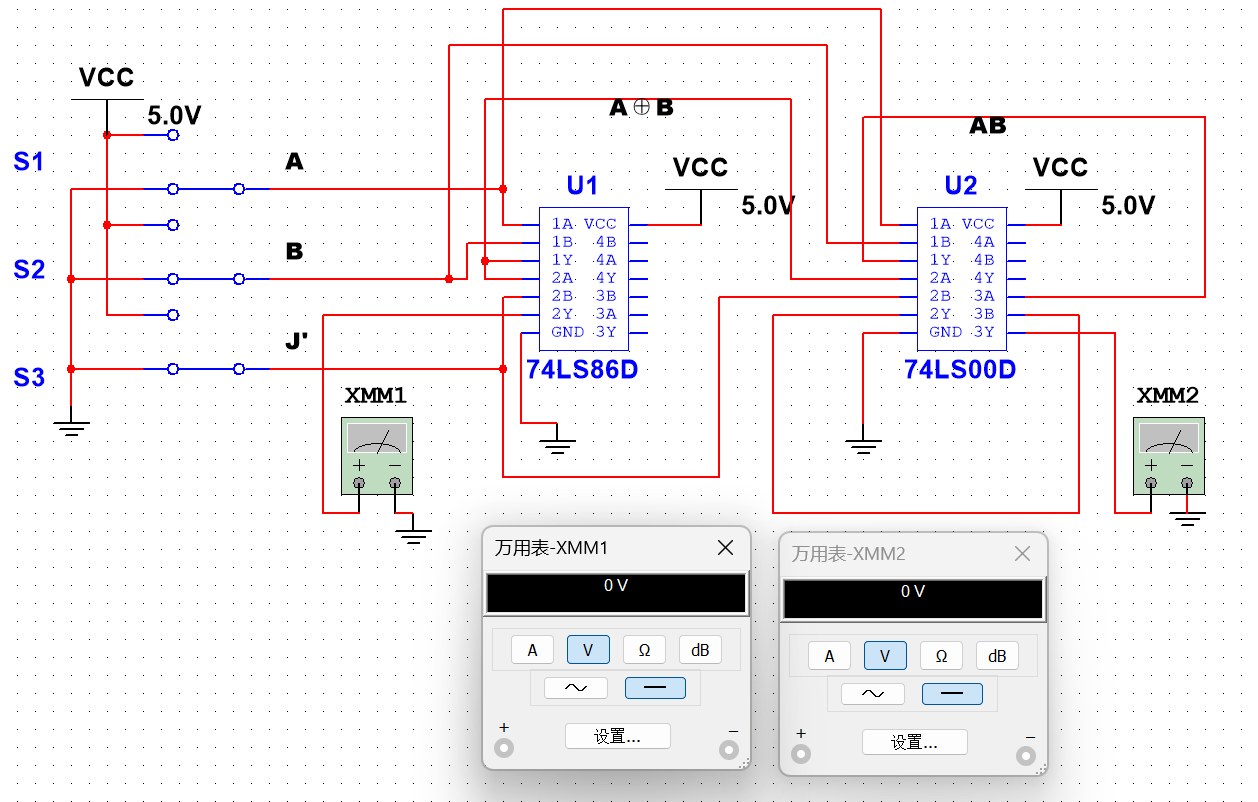 VCC
5.0V
S1
A
S2
B
S3
J'
A ⊕ B
VCC
5.0V
U1
1A VCC
1B 4B
1Y 4A
2A 4Y
2B 3B
2Y 3A
GND 3Y
74LS86D
AB
VCC
5.0V
U2
1A VCC
1B 4A
1Y 4B
2A 4Y
2B 3A
2Y 3B
GND 3Y
74LS00D
XMM1
+ −
XMM2
+ −
万用表-XMM1
0 V
A V Ω dB
+ −
设置...
万用表-XMM2
0 V
A V Ω dB
+ −
设置...